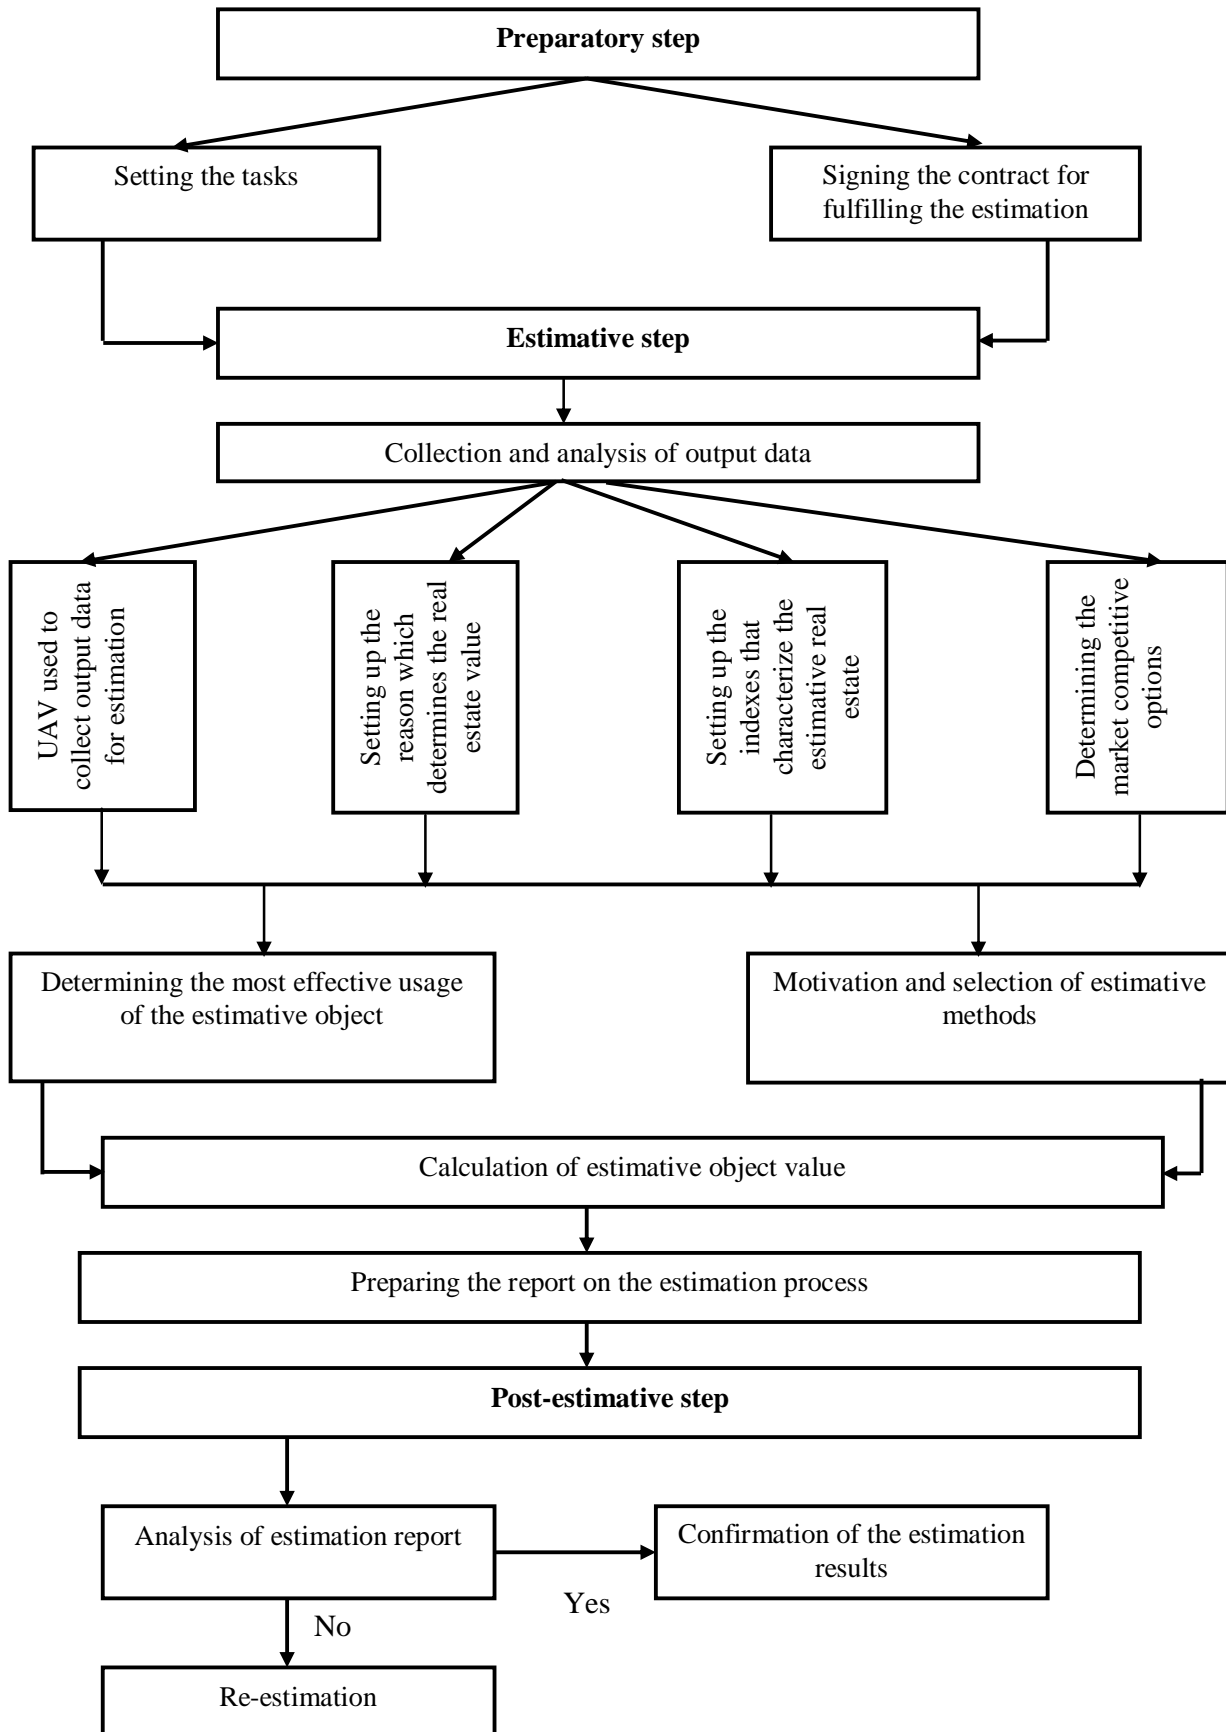 Preparatory step
Setting the tasks
Signing the contract for
fulfilling the estimation
Estimative step
Collection and analysis of output data
UAV used to
collect output data
for estimation
Setting up the
reason which
determines the real
estate value
Setting up the
indexes that
characterize the
estimative real
estate
Determining the
market competitive
options
Determining the most effective usage
of the estimative object
Motivation and selection of estimative
methods
Calculation of estimative object value
Preparing the report on the estimation process
Post-estimative step
Analysis of estimation report
Confirmation of the estimation
results
Yes
No
Re-estimation